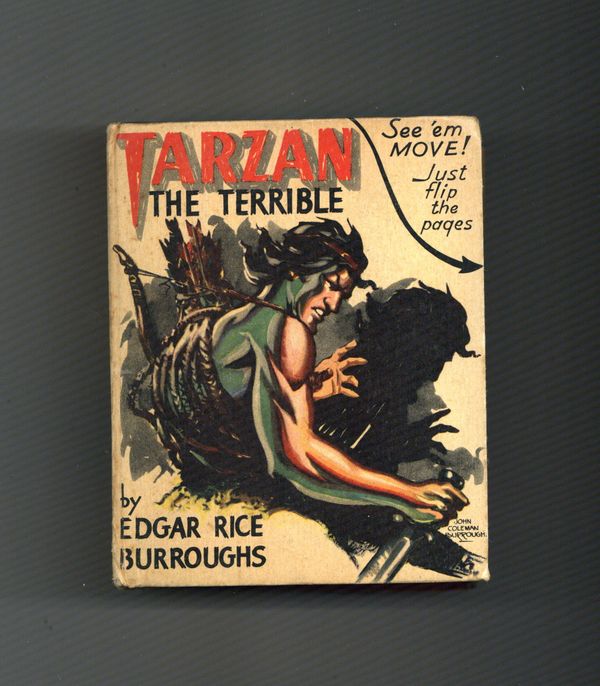 TARZAN
THE TERRIBLE
See 'em
MOVE!
Just
flip
the
pages
by
EDGAR RICE
BURROUGHS
JOHN
COLEMAN
BURROUGHS